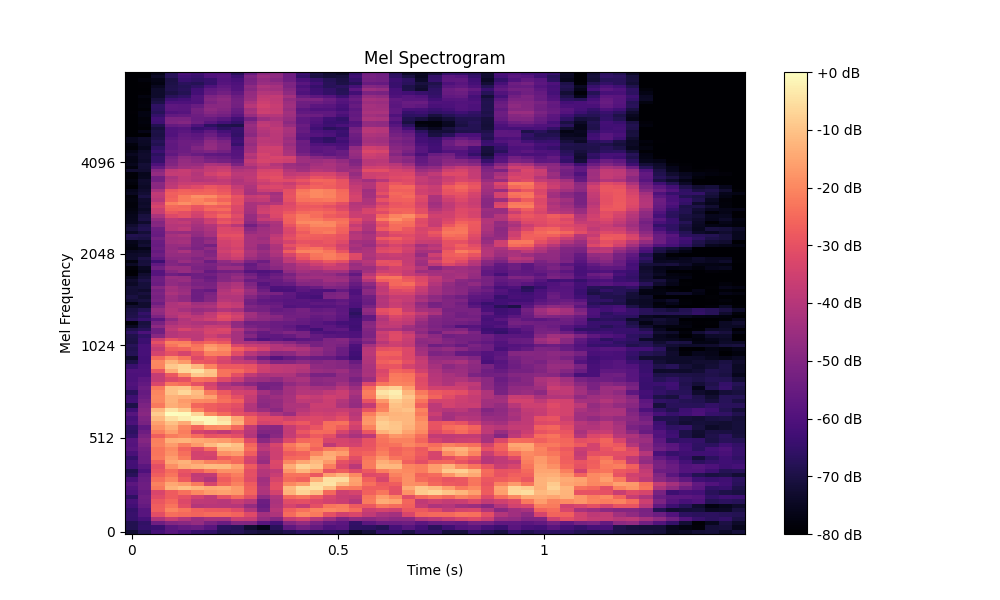 Mel Spectrogram
Mel Frequency
4096
2048
1024
512
0
0
0.5
1
Time (s)
+0 dB
-10 dB
-20 dB
-30 dB
-40 dB
-50 dB
-60 dB
-70 dB
-80 dB